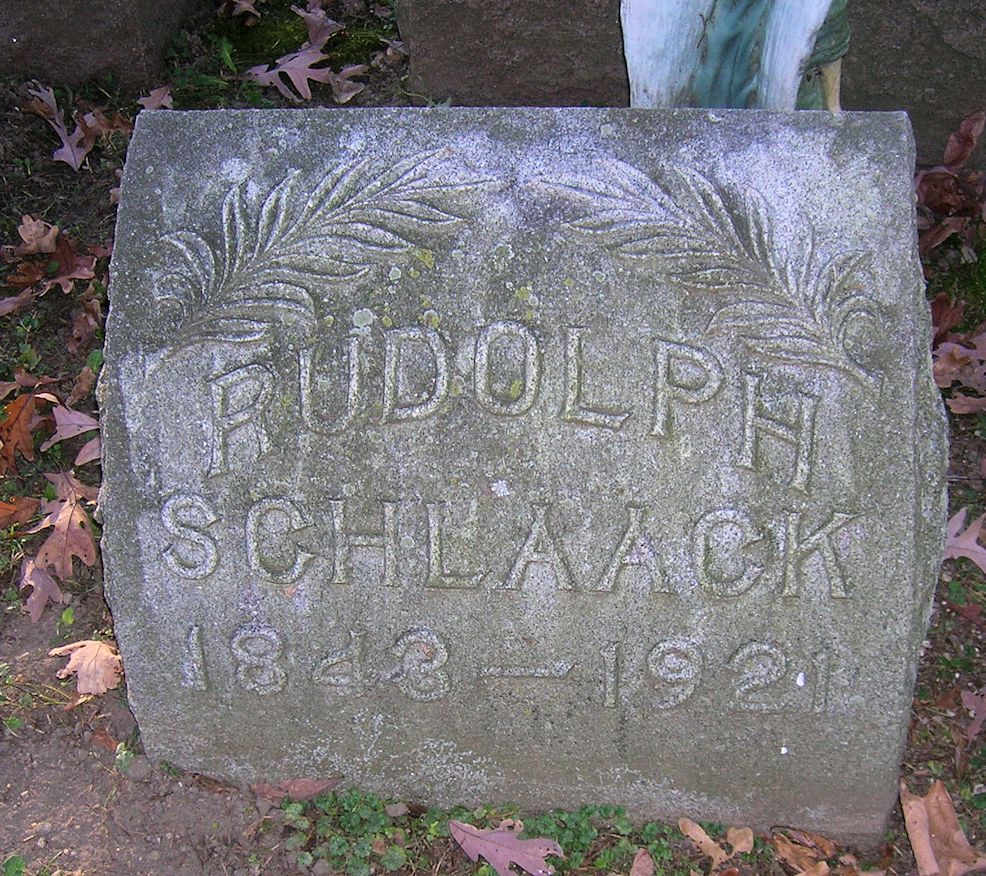 RUDOLPH
SCHLAACK
1843 — 1921